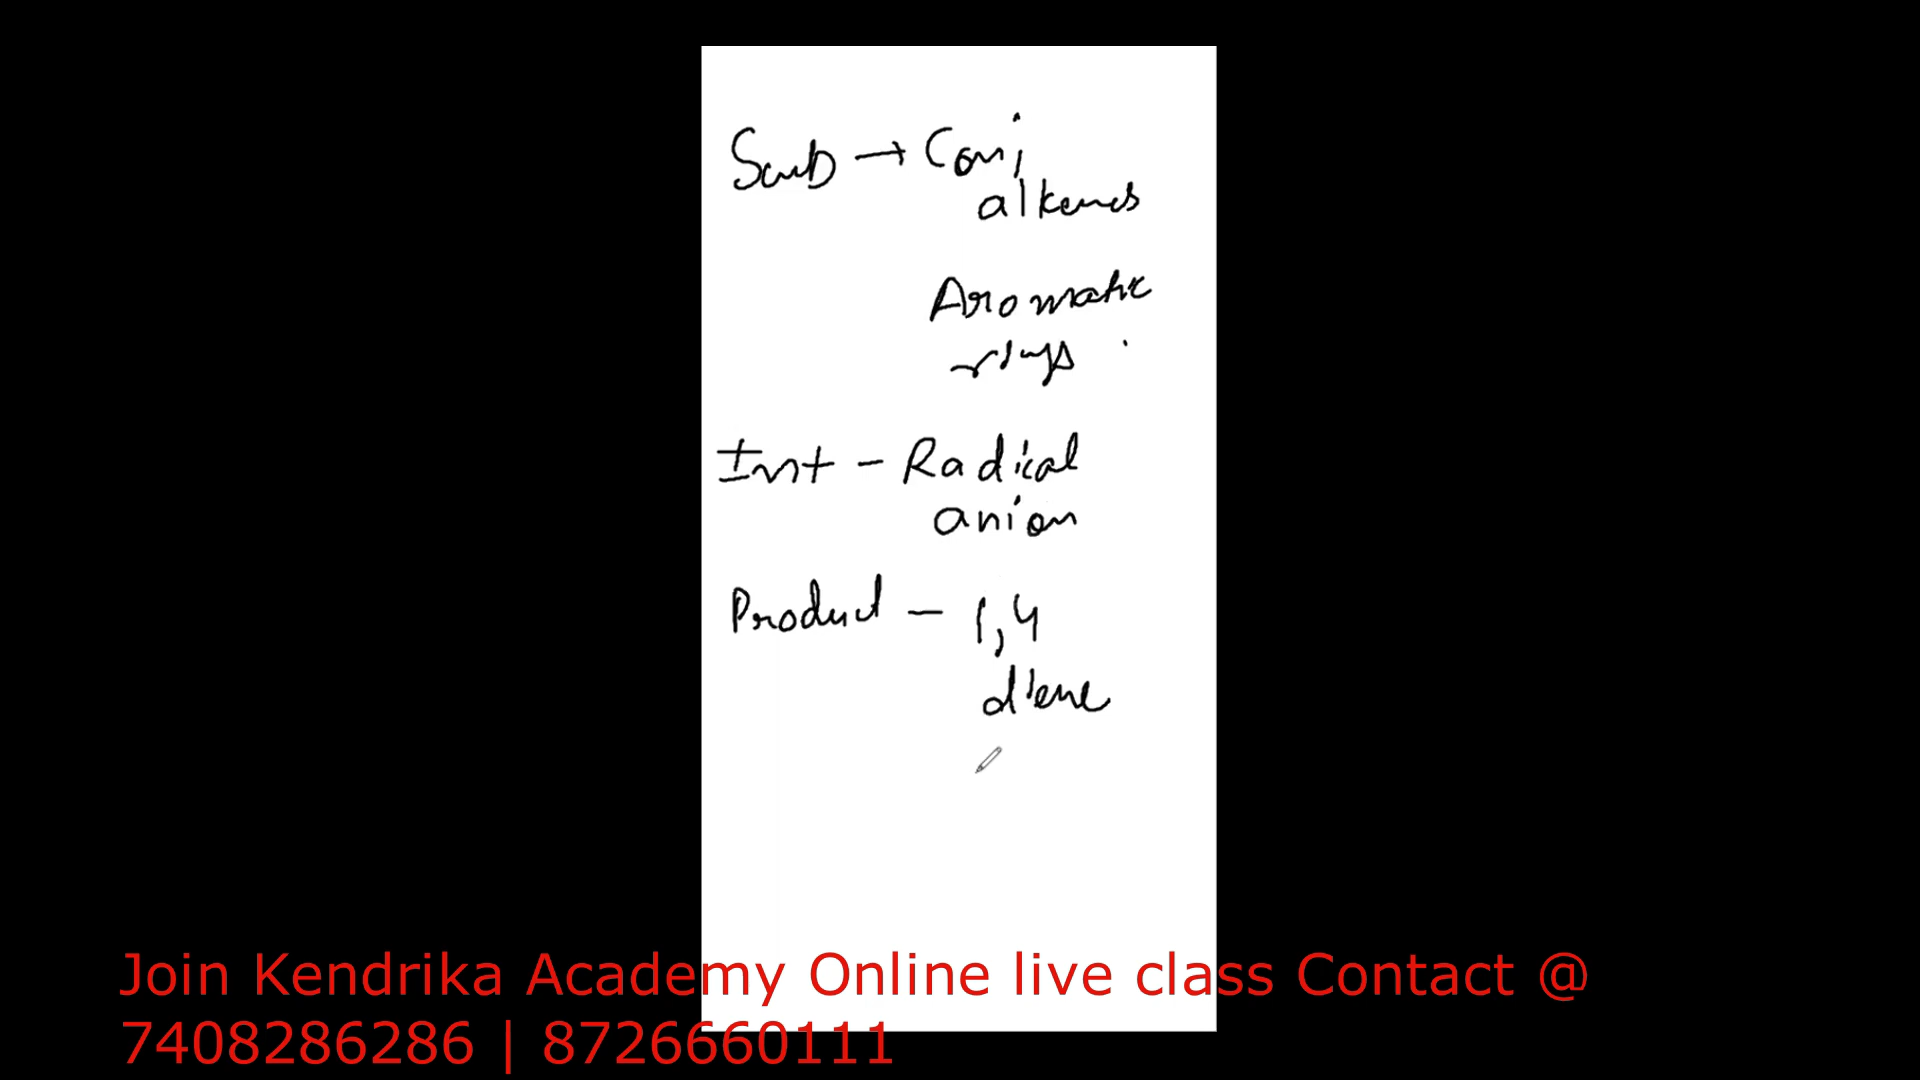 Sub → Conj
alkenes
Aromatic
rings
Int - Radical
anion
Product - 1,4
diene
Join Kendrika Academy Online live class Contact @
7408286286 | 8726660111